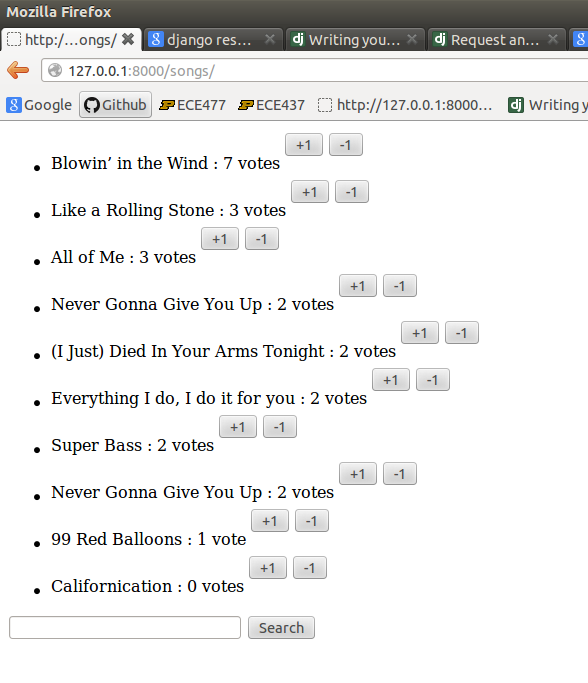 Mozilla Firefox
http:/...ongs/ django res... Writing you... Request an...
127.0.0.1:8000/songs/
Google Github ECE477 ECE437 http://127.0.0.1:8000... Writing y
Blowin’ in the Wind : 7 votes +1 -1
Like a Rolling Stone : 3 votes +1 -1
All of Me : 3 votes +1 -1
Never Gonna Give You Up : 2 votes +1 -1
(I Just) Died In Your Arms Tonight : 2 votes +1 -1
Everything I do, I do it for you : 2 votes +1 -1
Super Bass : 2 votes +1 -1
Never Gonna Give You Up : 2 votes +1 -1
99 Red Balloons : 1 vote +1 -1
Californication : 0 votes +1 -1
Search